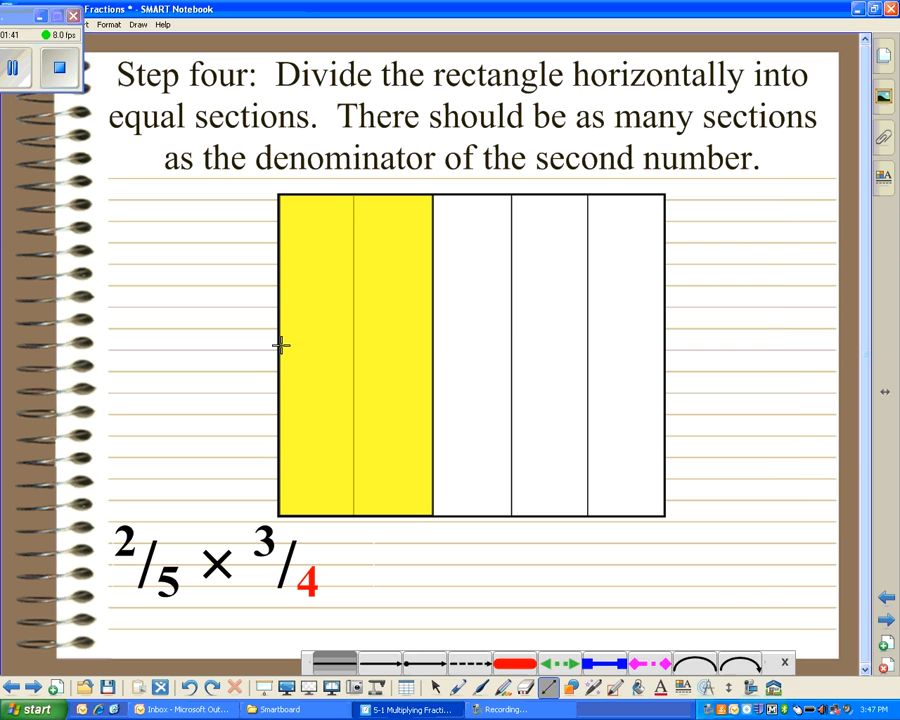 Fractions * - SMART Notebook
Format Draw Help
01:41 8.0 fps
Step four: Divide the rectangle horizontally into
equal sections. There should be as many sections
as the denominator of the second number.
2/5 × 3/4
X
start Inbox - Microsoft Out... Smartboard 5-1 Multiplying Fracti... Recording... 3:47 PM